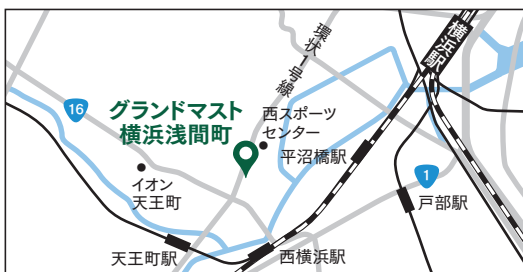 環状1号線
横浜駅
16
グランドマスト
横浜浅間町
西スポーツ
センター
平沼橋駅
イオン
天王町
1
戸部駅
天王町駅
西横浜駅